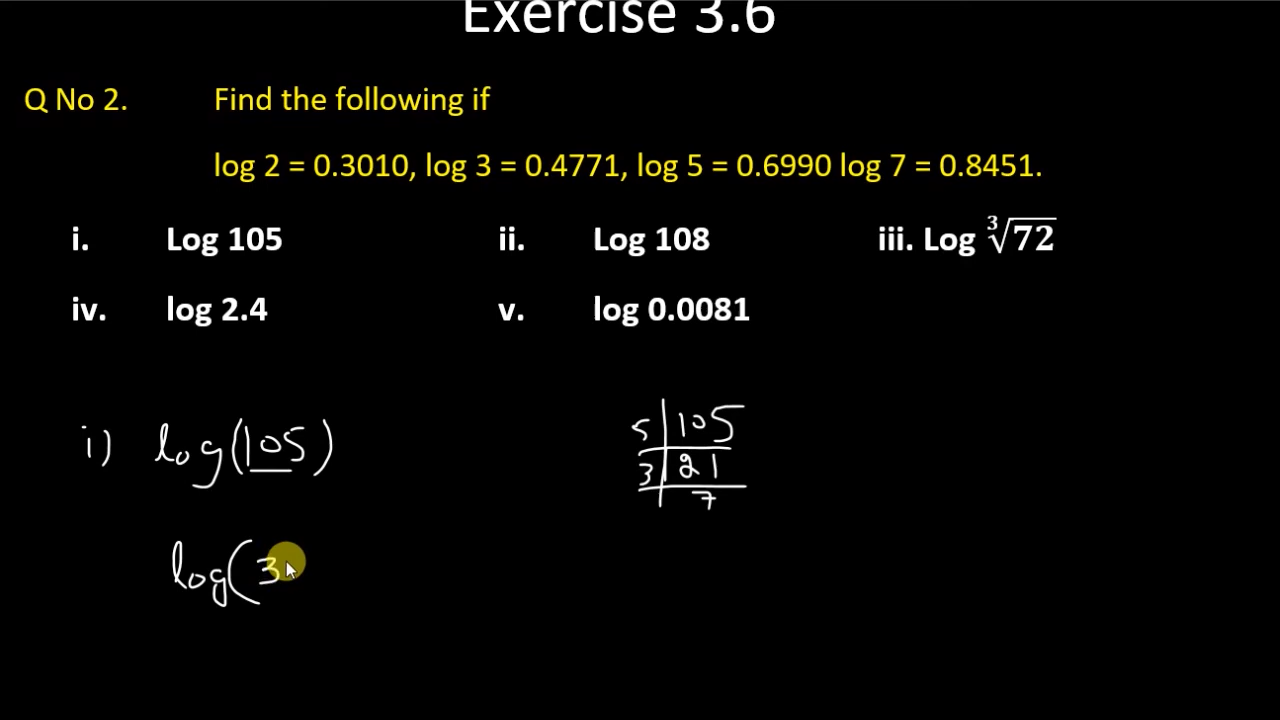 Exercise 3.6
Q No 2. Find the following if
log 2 = 0.3010, log 3 = 0.4771, log 5 = 0.6990 log 7 = 0.8451.
i. Log 105 ii. Log 108 iii. Log ∛72
iv. log 2.4 v. log 0.0081
i) log(105)
5 | 105
3 | 21
7
log(3